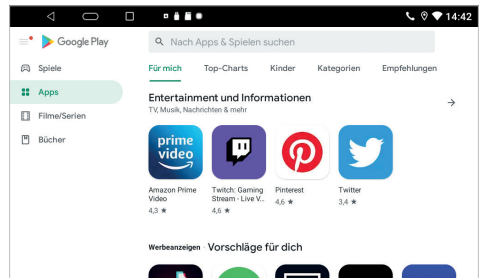 14:42
Google Play
Nach Apps & Spielen suchen
Spiele
Apps
Filme/Serien
Bücher
Für mich
Top-Charts
Kinder
Kategorien
Empfehlungen
Entertainment und Informationen
TV, Musik, Nachrichten & mehr
prime
video
Amazon Prime
Video
4,3 ★
Twitch: Gaming
Stream - Live V...
4,6 ★
Pinterest
4,6 ★
Twitter
3,4 ★
Werbeanzeigen · Vorschläge für dich